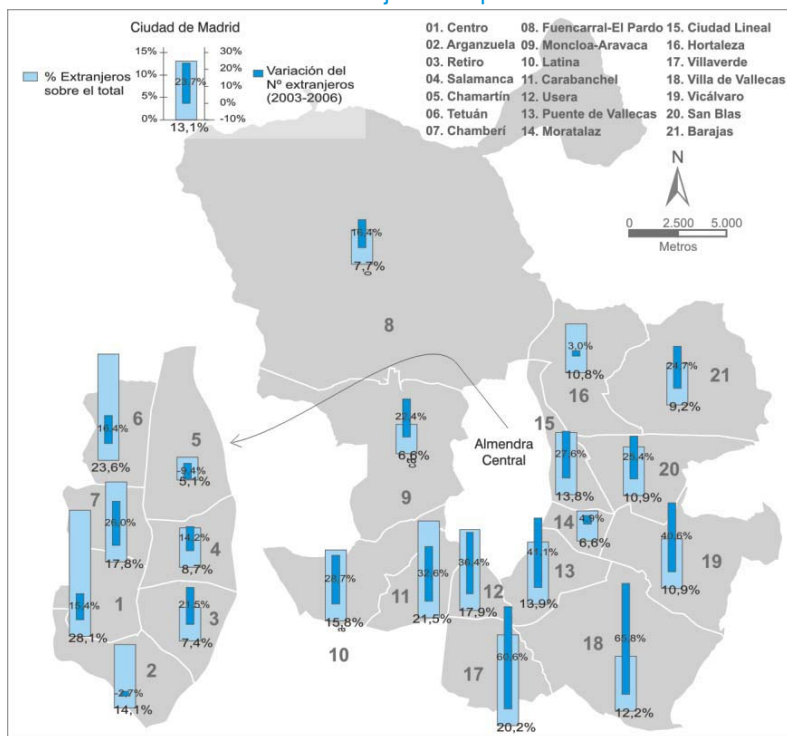 Ciudad de Madrid
15% 30%
10% 20%
10%
5% 0%
0% -10%
23,7%
13,1%
% Extranjeros
sobre el total
Variación del
Nº extranjeros
(2003-2006)
01. Centro
02. Arganzuela
03. Retiro
04. Salamanca
05. Chamartín
06. Tetuán
07. Chamberí
08. Fuencarral-El Pardo
09. Moncloa-Aravaca
10. Latina
11. Carabanchel
12. Usera
13. Puente de Vallecas
14. Moratalaz
15. Ciudad Lineal
16. Hortaleza
17. Villaverde
18. Villa de Vallecas
19. Vicálvaro
20. San Blas
21. Barajas
N
0 2.500 5.000
Metros
16,4%
7,7%
8
3,0%
10,8%
16
24,7%
9,2%
21
6
16,4%
23,6%
5
-9,4%
5,1%
22,4%
6,6%
9
Almendra
Central
15
27,6%
13,8%
25,4%
10,9%
20
7
26,0%
17,8%
14,2%
8,7%
4
14
4,9%
6,6%
40,6%
10,9%
19
15,4%
28,1%
1
21,5%
7,4%
3
28,7%
15,8%
10
32,6%
21,5%
11
36,4%
17,9%
12
41,1%
13,9%
13
2
-2,7%
14,1%
60,6%
20,2%
17
65,8%
12,2%
18